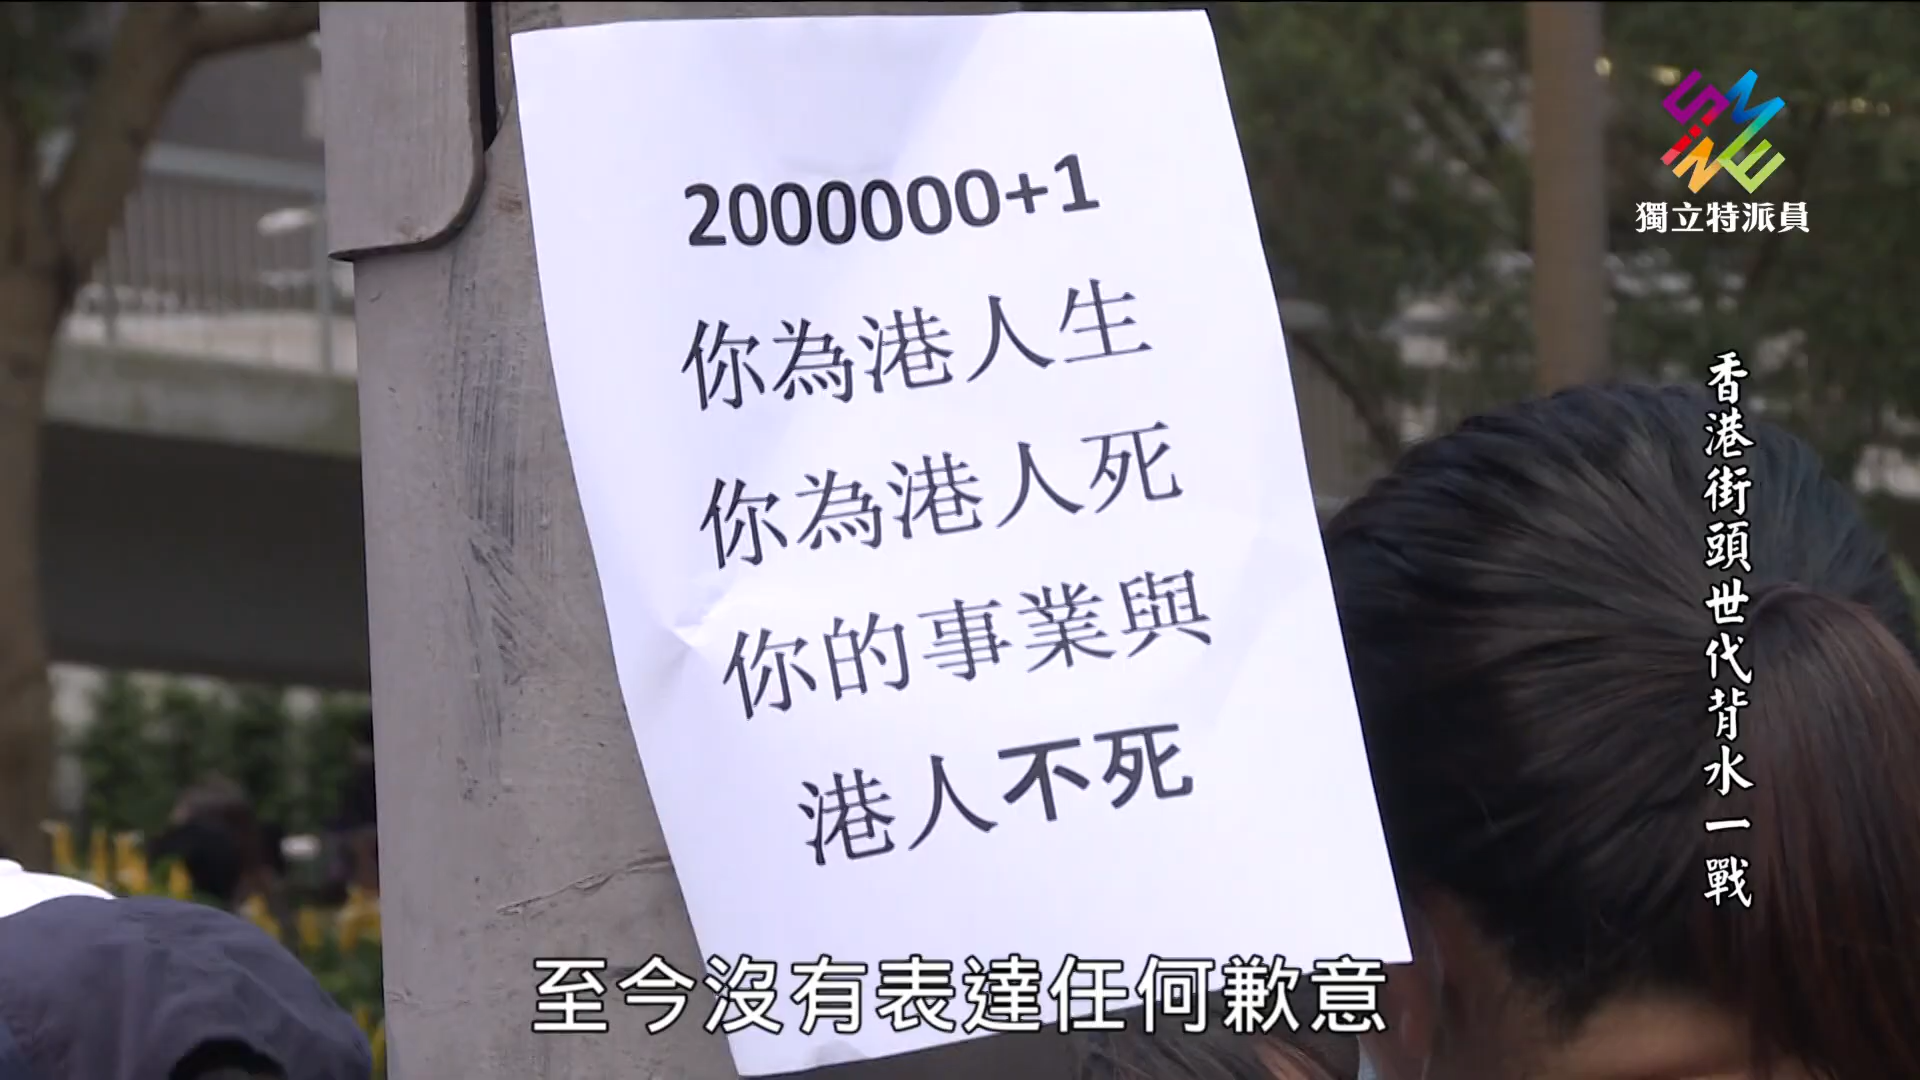 2000000+1
你為港人生
你為港人死
你的事業與
港人不死
SINE
MEW
獨立特派員
香港街頭世代背水一戰
至今沒有表達任何歉意